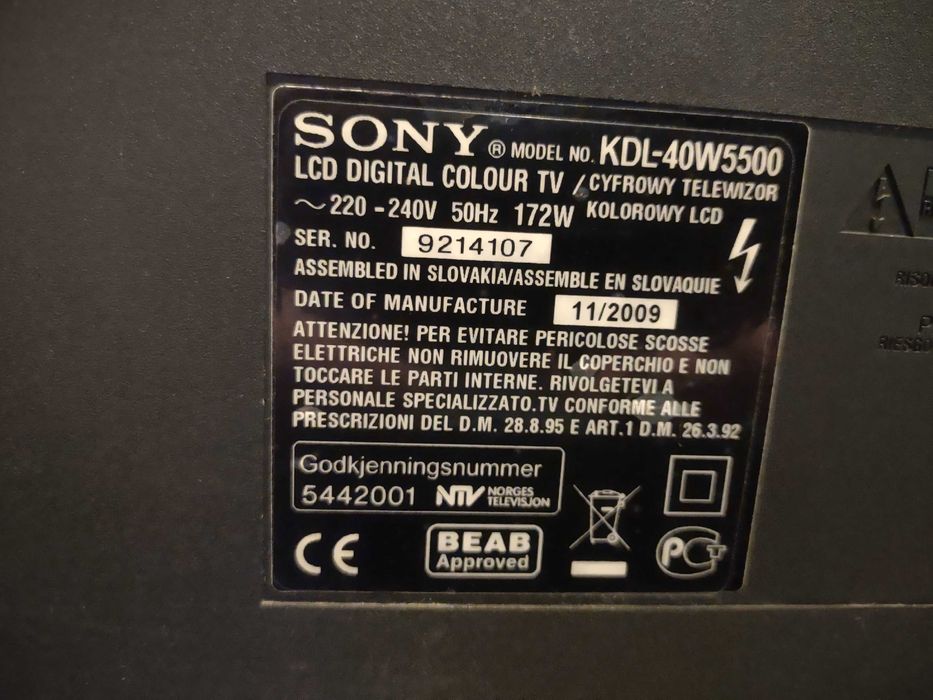 SONY ® MODEL NO. KDL-40W5500
LCD DIGITAL COLOUR TV / CYFROWY TELEWIZOR
~ 220 - 240V 50Hz 172W KOLOROWY LCD
SER. NO. 9214107
ASSEMBLED IN SLOVAKIA/ASSEMBLE EN SLOVAQUIE
DATE OF MANUFACTURE 11/2009
ATTENZIONE! PER EVITARE PERICOLOSE SCOSSE
ELETTRICHE NON RIMUOVERE IL COPERCHIO E NON
TOCCARE LE PARTI INTERNE. RIVOLGETEVI A
PERSONALE SPECIALIZZATO.TV CONFORME ALLE
PRESCRIZIONI DEL D.M. 28.8.95 E ART.1 D.M. 26.3.92
Godkjenningsnummer
5442001 NTV NORGES
TELEVISJON
CE
BEAB
Approved
PCT